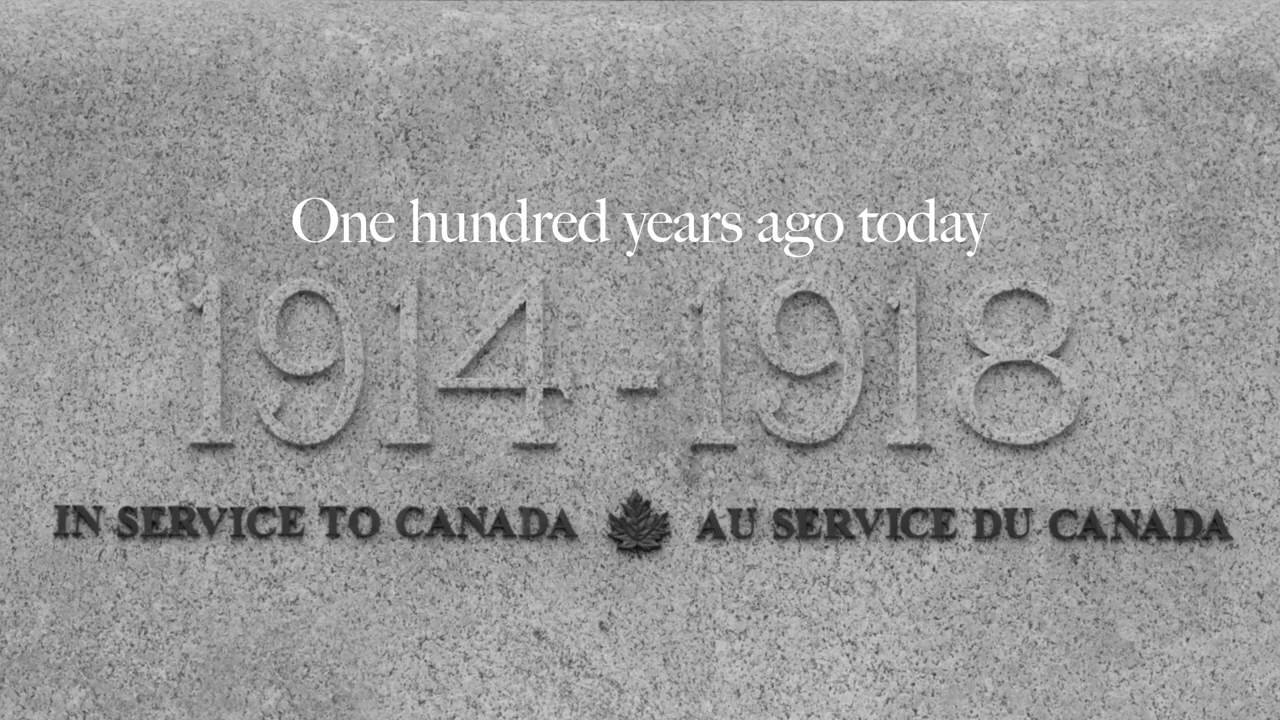 One hundred years ago today
1914-1918
IN SERVICE TO CANADA AU SERVICE DU CANADA